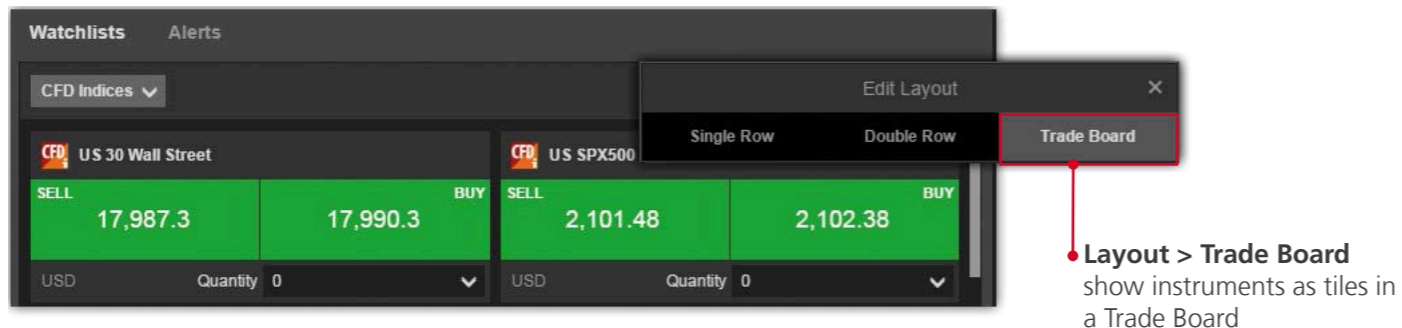 Watchlists Alerts
CFD Indices
Edit Layout ×
Single Row Double Row Trade Board
CFD i US 30 Wall Street
CFD i US SPX500
SELL BUY SELL BUY
17,987.3 17,990.3 2,101.48 2,102.38
USD Quantity 0 USD Quantity 0
Layout > Trade Board
show instruments as tiles in
a Trade Board